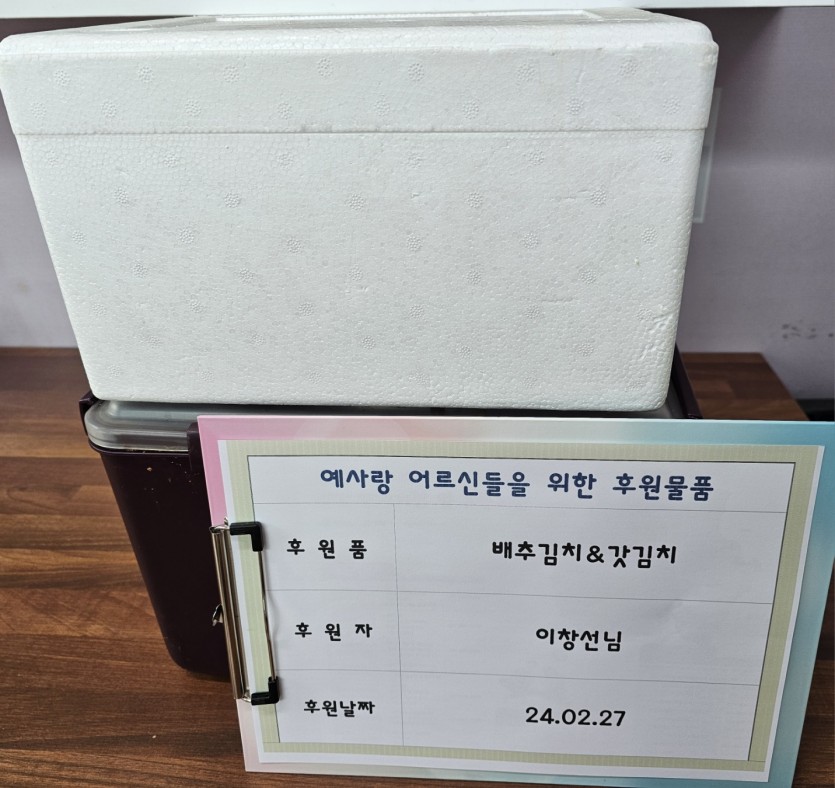 예사랑 어르신들을 위한 후원물품
후 원 품 배추김치&갓김치
후 원 자 이창선님
후원날짜 24.02.27